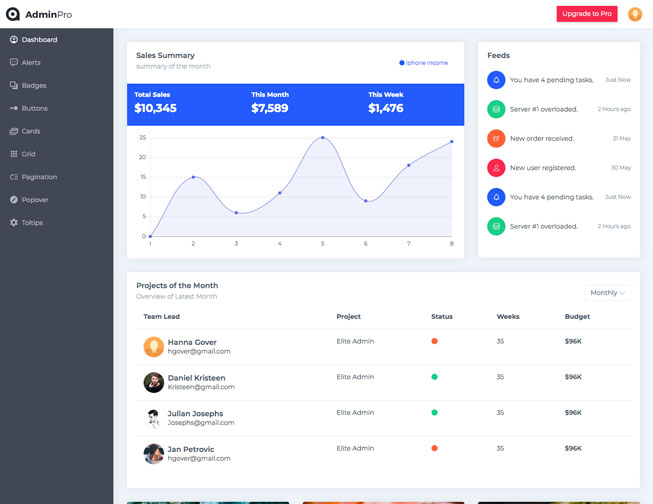 AdminPro
Upgrade to Pro
Dashboard
Alerts
Badges
Buttons
Cards
Grid
Pagination
Popover
Toltips
Sales Summary
summary of the month
Iphone income
Total Sales
This Month
This Week
$10,345
$7,589
$1,476
25
20
15
10
5
0
1 2 3 4 5 6 7 8
Feeds
You have 4 pending tasks. Just Now
Server #1 overloaded. 2 Hours ago
New order received. 31 May
New user registered. 30 May
You have 4 pending tasks. Just Now
Server #1 overloaded. 2 Hours ago
Projects of the Month
Overview of Latest Month
Monthly
Team Lead Project Status Weeks Budget
Hanna Gover Elite Admin 35 $96K
hgover@gmail.com
Daniel Kristeen Elite Admin 35 $96K
Kristeen@gmail.com
Julian Josephs Elite Admin 35 $96K
Josephs@gmail.com
Jan Petrovic Elite Admin 35 $96K
hgover@gmail.com